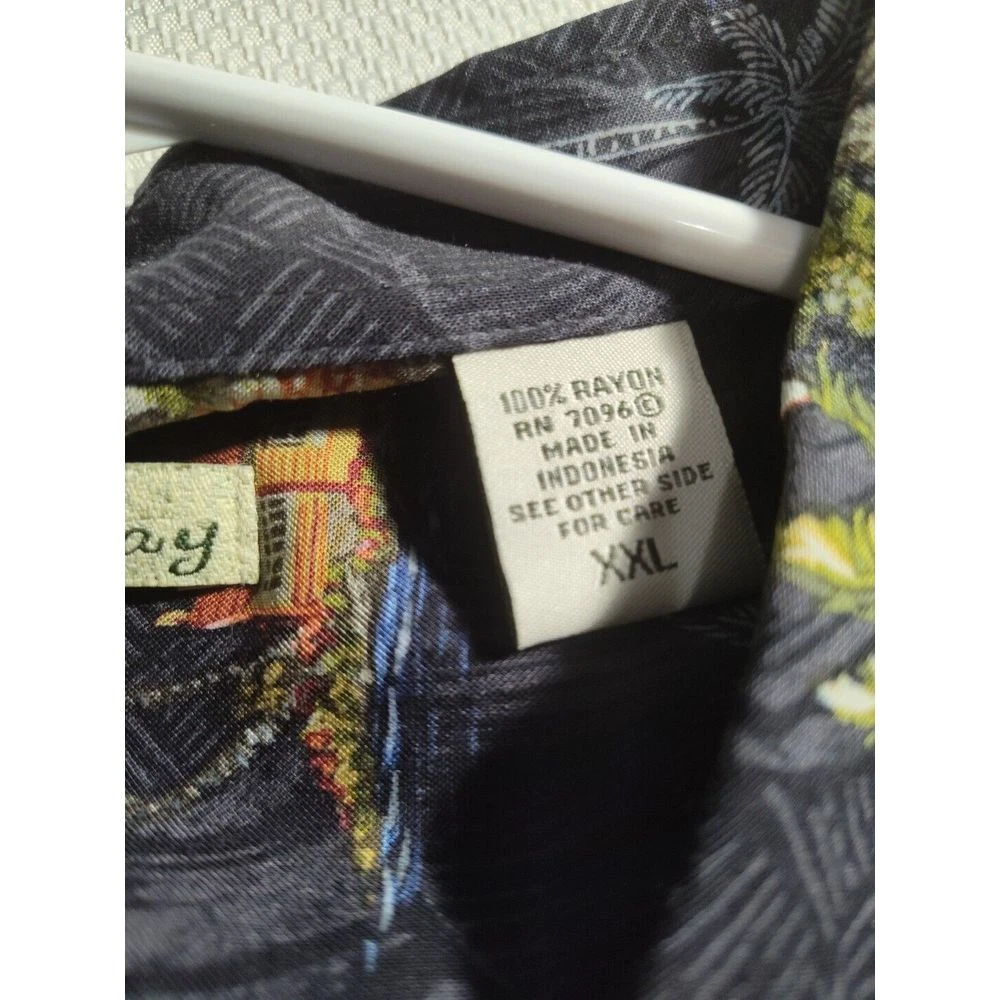 100% RAYON
RN 7096©
MADE IN
INDONESIA
SEE OTHER SIDE
FOR CARE
XXL
ay